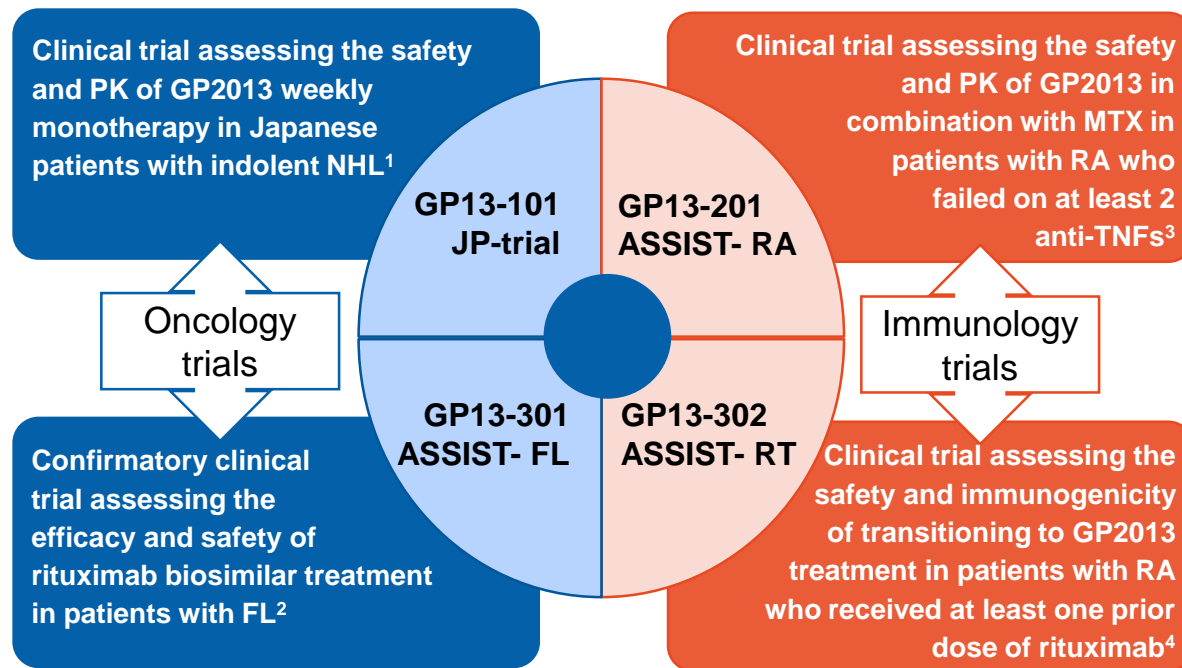 Clinical trial assessing the safety
and PK of GP2013 weekly
monotherapy in Japanese
patients with indolent NHL¹
Clinical trial assessing the safety
and PK of GP2013 in
combination with MTX in
patients with RA who
failed on at least 2
anti-TNFs³
GP13-101
JP-trial
GP13-201
ASSIST- RA
Oncology
trials
Immunology
trials
GP13-301
ASSIST- FL
GP13-302
ASSIST- RT
Confirmatory clinical
trial assessing the
efficacy and safety of
rituximab biosimilar treatment
in patients with FL²
Clinical trial assessing the
safety and immunogenicity
of transitioning to GP2013
treatment in patients with RA
who received at least one prior
dose of rituximab⁴